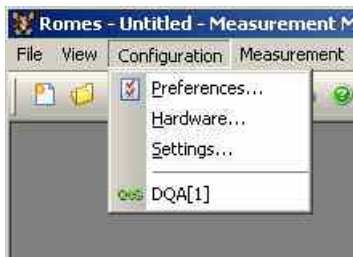 Romes - Untitled - Measurement M
File View Configuration Measurement
Preferences...
Hardware...
Settings...
DQA[1]